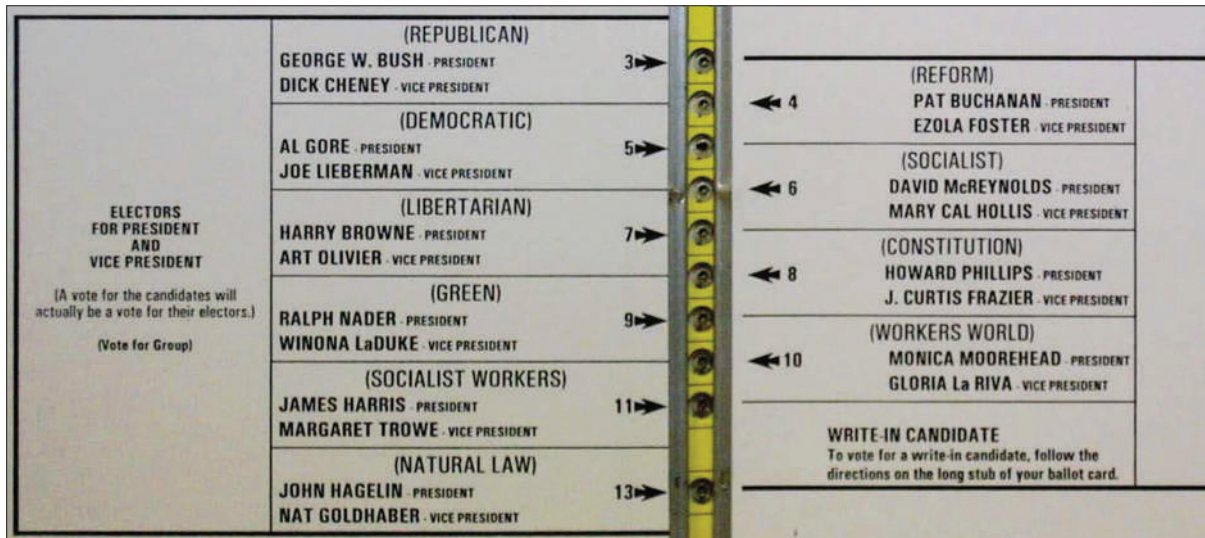 ELECTORS
FOR PRESIDENT
AND
VICE PRESIDENT
(A vote for the candidates will
actually be a vote for their electors.)
(Vote for Group)
(REPUBLICAN)
GEORGE W. BUSH - PRESIDENT 3
DICK CHENEY - VICE PRESIDENT
(DEMOCRATIC)
AL GORE - PRESIDENT 5
JOE LIEBERMAN - VICE PRESIDENT
(LIBERTARIAN)
HARRY BROWNE - PRESIDENT 7
ART OLIVIER - VICE PRESIDENT
(GREEN)
RALPH NADER - PRESIDENT 9
WINONA LaDUKE - VICE PRESIDENT
(SOCIALIST WORKERS)
JAMES HARRIS - PRESIDENT 11
MARGARET TROWE - VICE PRESIDENT
(NATURAL LAW)
JOHN HAGELIN - PRESIDENT 13
NAT GOLDHABER - VICE PRESIDENT
(REFORM)
4 PAT BUCHANAN - PRESIDENT
EZOLA FOSTER - VICE PRESIDENT
(SOCIALIST)
6 DAVID McREYNOLDS - PRESIDENT
MARY CAL HOLLIS - VICE PRESIDENT
(CONSTITUTION)
8 HOWARD PHILLIPS - PRESIDENT
J. CURTIS FRAZIER - VICE PRESIDENT
(WORKERS WORLD)
10 MONICA MOOREHEAD - PRESIDENT
GLORIA La RIVA - VICE PRESIDENT
WRITE-IN CANDIDATE
To vote for a write-in candidate, follow the
directions on the long stub of your ballot card.